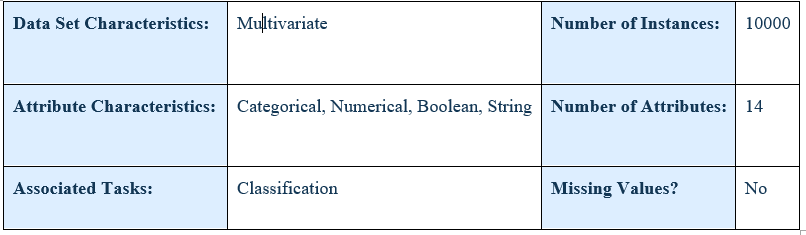 Data Set Characteristics: Multivariate Number of Instances: 10000
Attribute Characteristics: Categorical, Numerical, Boolean, String Number of Attributes: 14
Associated Tasks: Classification Missing Values? No